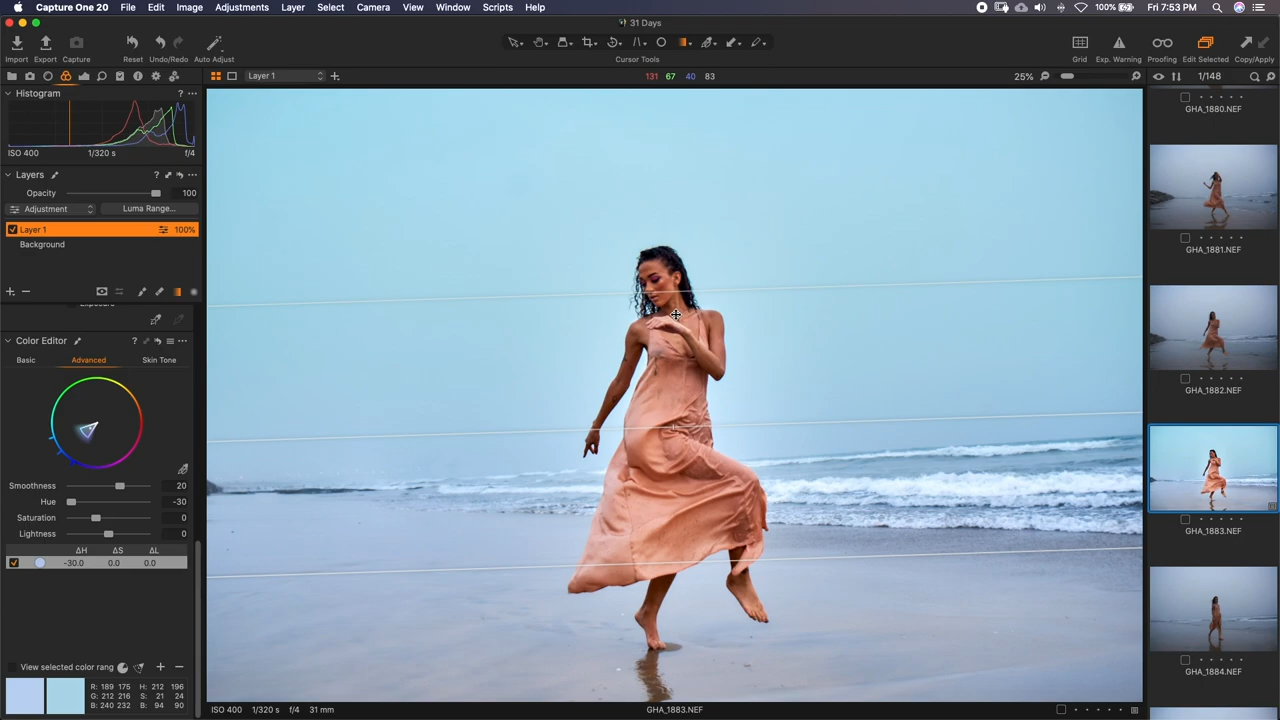 Capture One 20 File Edit Image Adjustments Layer Select Camera View Window Scripts Help 100% Fri 7:53 PM
31 Days
Import Export Capture Reset Undo/Redo Auto Adjust Cursor Tools Grid Exp. Warning Proofing Edit Selected Copy/Apply
Layer 1 131 67 40 83 25% 1/148
Histogram ?
ISO 400 1/320 s f/4
Layers ?
Opacity 100
Adjustment Luma Range...
Layer 1 100%
Background
Color Editor ?
Basic Advanced Skin Tone
Smoothness 20
Hue -30
Saturation 0
Lightness 0
ΔH ΔS ΔL
-30.0 0.0 0.0
View selected color rang
R: 189 175 H: 212 196
G: 212 216 S: 21 24
B: 240 232 B: 94 90
ISO 400 1/320 s f/4 31 mm GHA_1883.NEF
GHA_1880.NEF
GHA_1881.NEF
GHA_1882.NEF
GHA_1883.NEF
GHA_1884.NEF